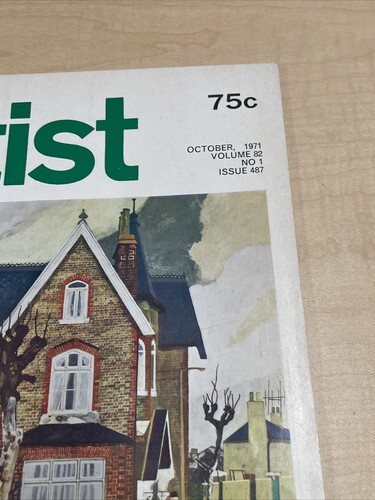 tist
75c
OCTOBER, 1971
VOLUME 82
NO 1
ISSUE 487